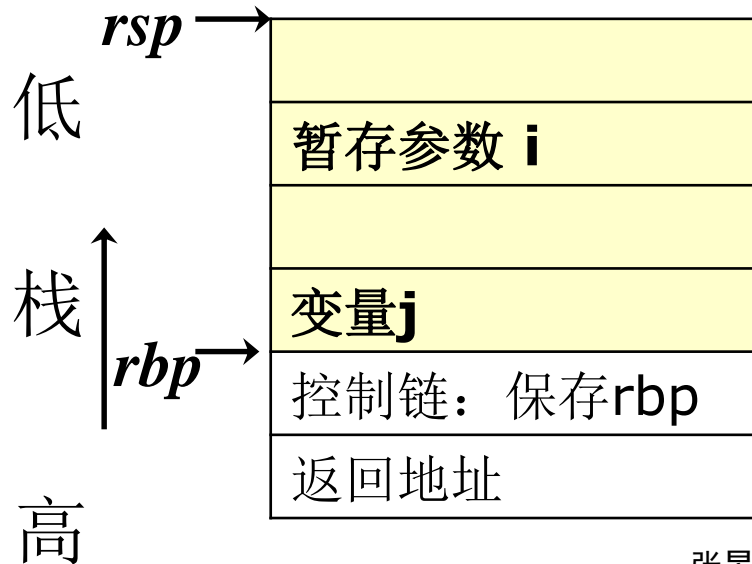 rsp
低
暂存参数 i
栈
变量j
rbp
控制链：保存rbp
返回地址
高